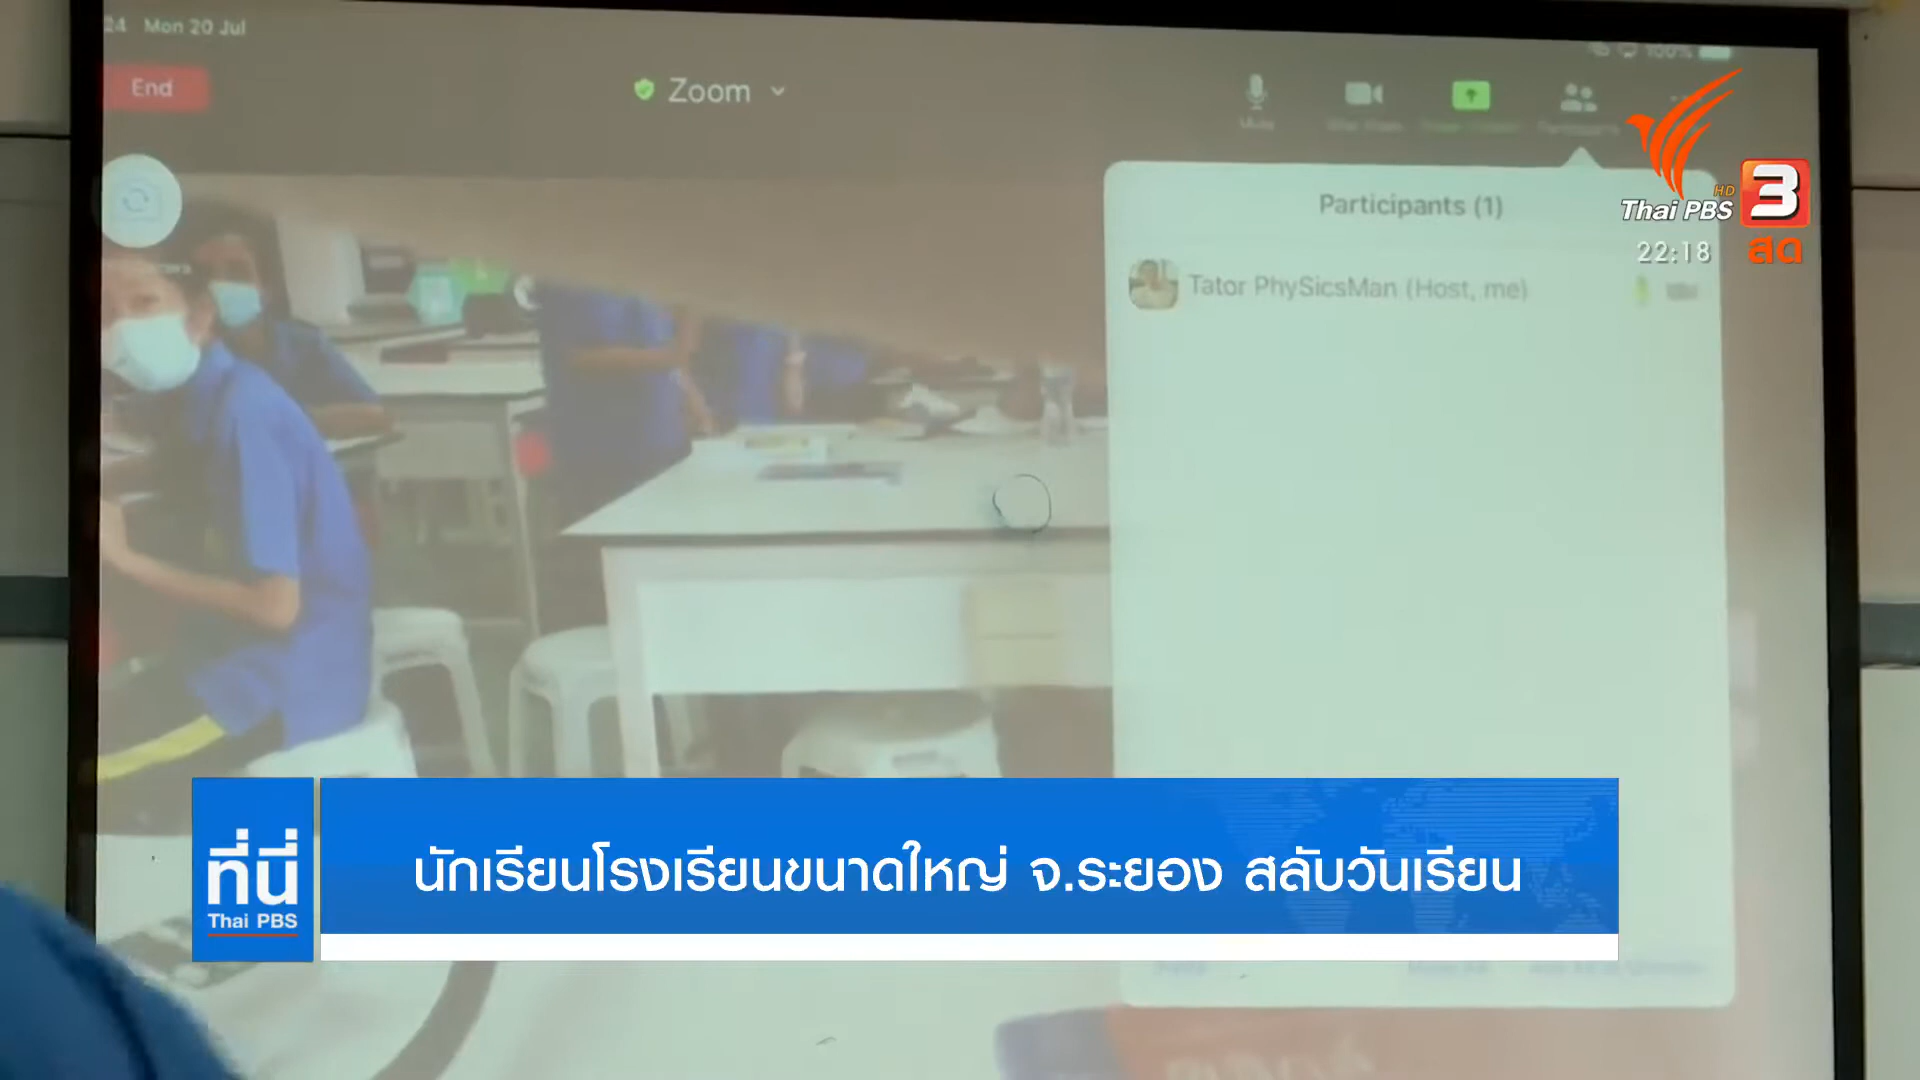 24 Mon 20 Jul
100%
End
Zoom
Mute
Participants (1)
Tator PhySicsMan (Host, me)
HD
Thai PBS
3
22:18
สด
ที่นี่
Thai PBS
นักเรียนโรงเรียนขนาดใหญ่ จ.ระยอง สลับวันเรียน